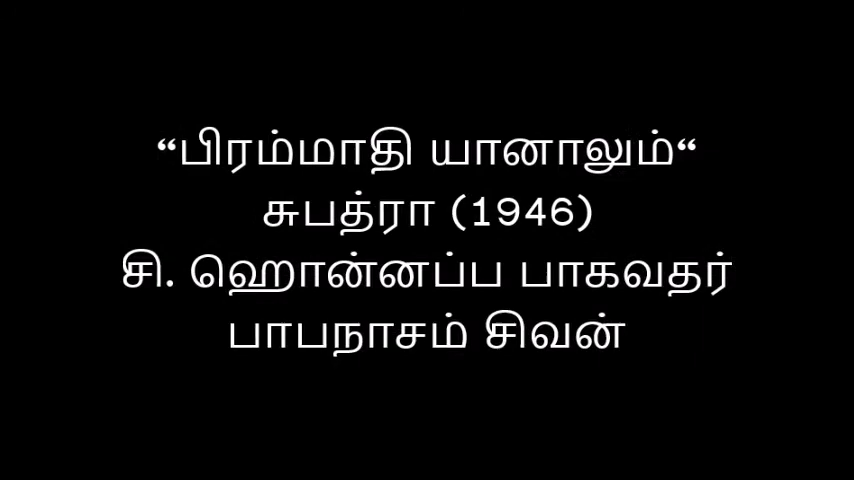 “பிரம்மாதி யானாலும்“
சுபத்ரா (1946)
சி. ஹொன்னப்ப பாகவதர்
பாபநாசம் சிவன்